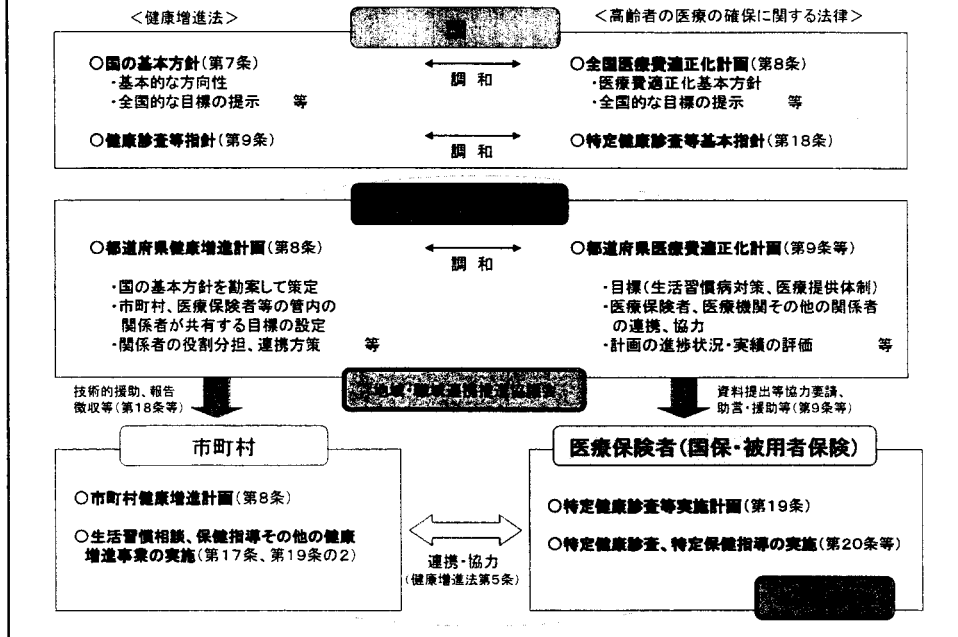 <健康増進法>
<高齢者の医療の確保に関する法律>
国
○国の基本方針(第7条)
・基本的な方向性
・全国的な目標の提示 等
調 和
○全国医療費適正化計画(第8条)
・医療費適正化基本方針
・全国的な目標の提示 等
○健康診査等指針(第9条)
調 和
○特定健康診査等基本指針(第18条)
○都道府県健康増進計画(第8条)
・国の基本方針を勘案して策定
・市町村、医療保険者等の管内の
関係者が共有する目標の設定
・関係者の役割分担、連携方策 等
調 和
○都道府県医療費適正化計画(第9条等)
・目標(生活習慣病対策、医療提供体制)
・医療保険者、医療機関その他の関係者
の連携、協力
・計画の進捗状況・実績の評価 等
地域・職域連携推進協議会
技術的援助、報告
徴収等(第18条等)
資料提出等協力要請、
助言・援助等(第9条等)
市町村
○市町村健康増進計画(第8条)
○生活習慣相談、保健指導その他の健康
増進事業の実施(第17条、第19条の2)
連携・協力
(健康増進法第5条)
医療保険者(国保・被用者保険)
○特定健康診査等実施計画(第19条)
○特定健康診査、特定保健指導の実施(第20条等)